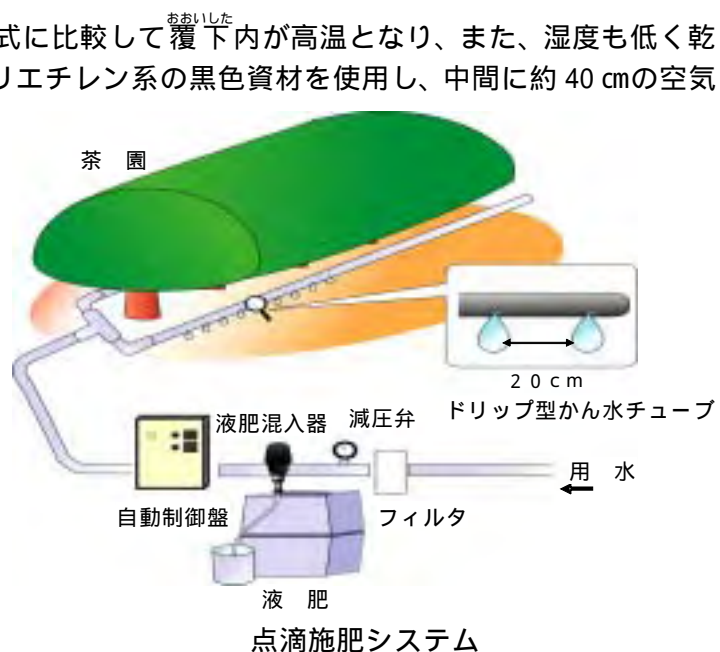 式に比較して覆下内が高温となり、また、湿度も低く乾
おおいした
リエチレン系の黒色資材を使用し、中間に約 40 ㎝の空気
茶 園
20cm
ドリップ型かん水チューブ
液肥混入器
減圧弁
用 水
自動制御盤
フィルタ
液 肥
点滴施肥システム